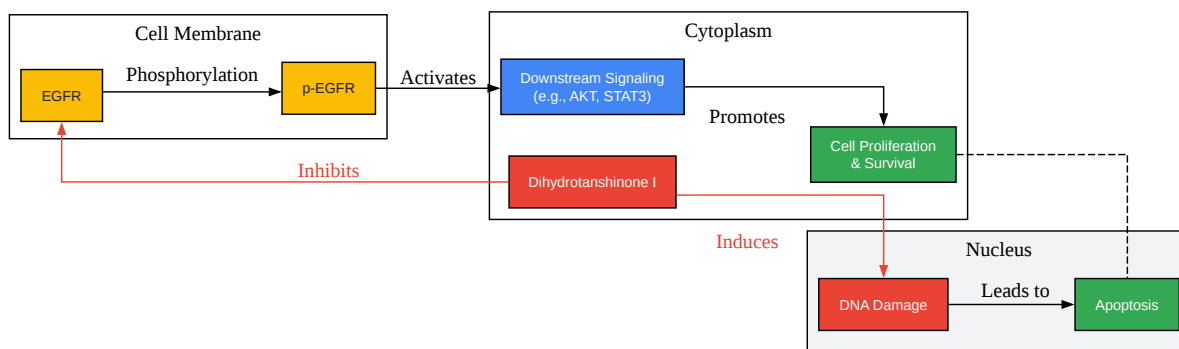 Cell Membrane
EGFR
Phosphorylation
p-EGFR
Activates
Cytoplasm
Downstream Signaling
(e.g., AKT, STAT3)
Promotes
Cell Proliferation
& Survival
Dihydrotanshinone I
Inhibits
Induces
Nucleus
DNA Damage
Leads to
Apoptosis